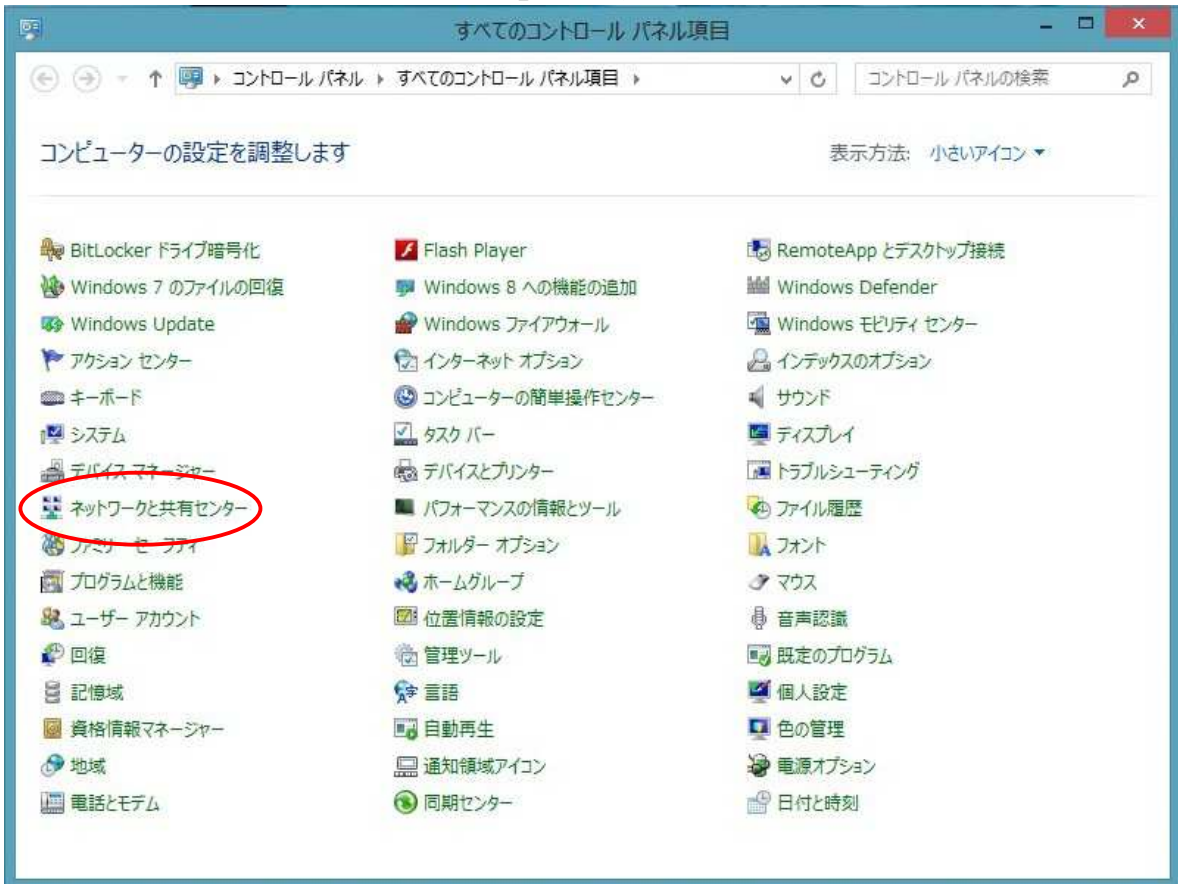 すべてのコントロール パネル項目
コントロール パネル すべてのコントロール パネル項目 コントロール パネルの検索
コンピューターの設定を調整します 表示方法: 小さいアイコン
BitLocker ドライブ暗号化 Flash Player RemoteApp とデスクトップ接続
Windows 7 のファイルの回復 Windows 8 への機能の追加 Windows Defender
Windows Update Windows ファイアウォール Windows モビリティ センター
アクション センター インターネット オプション インデックスのオプション
キーボード コンピューターの簡単操作センター サウンド
システム タスク バー ディスプレイ
デバイス マネージャー デバイスとプリンター トラブルシューティング
ネットワークと共有センター パフォーマンスの情報とツール ファイル履歴
ファミリー セーフティ フォルダー オプション フォント
プログラムと機能 ホームグループ マウス
ユーザー アカウント 位置情報の設定 音声認識
回復 管理ツール 既定のプログラム
記憶域 言語 個人設定
資格情報マネージャー 自動再生 色の管理
地域 通知領域アイコン 電源オプション
電話とモデム 同期センター 日付と時刻